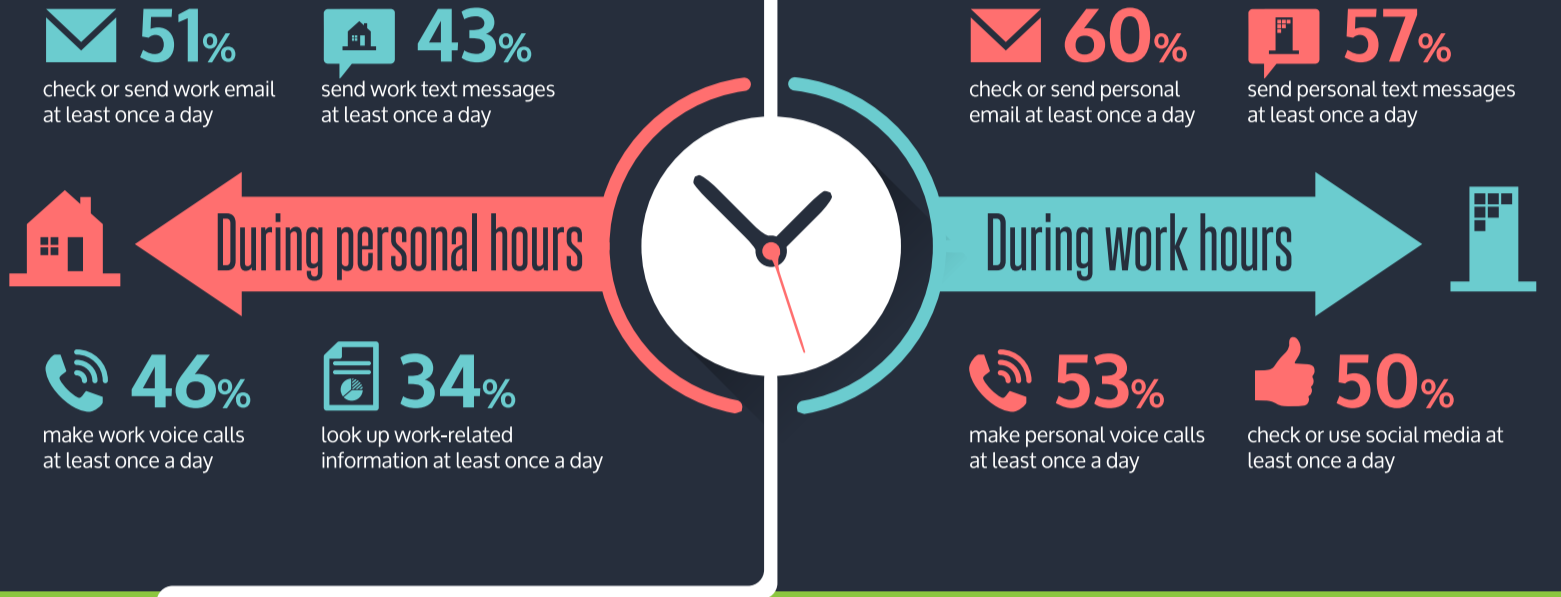 51%
check or send work email
at least once a day
43%
send work text messages
at least once a day
During personal hours
46%
make work voice calls
at least once a day
34%
look up work-related
information at least once a day
60%
check or send personal
email at least once a day
57%
send personal text messages
at least once a day
During work hours
53%
make personal voice calls
at least once a day
50%
check or use social media at
least once a day